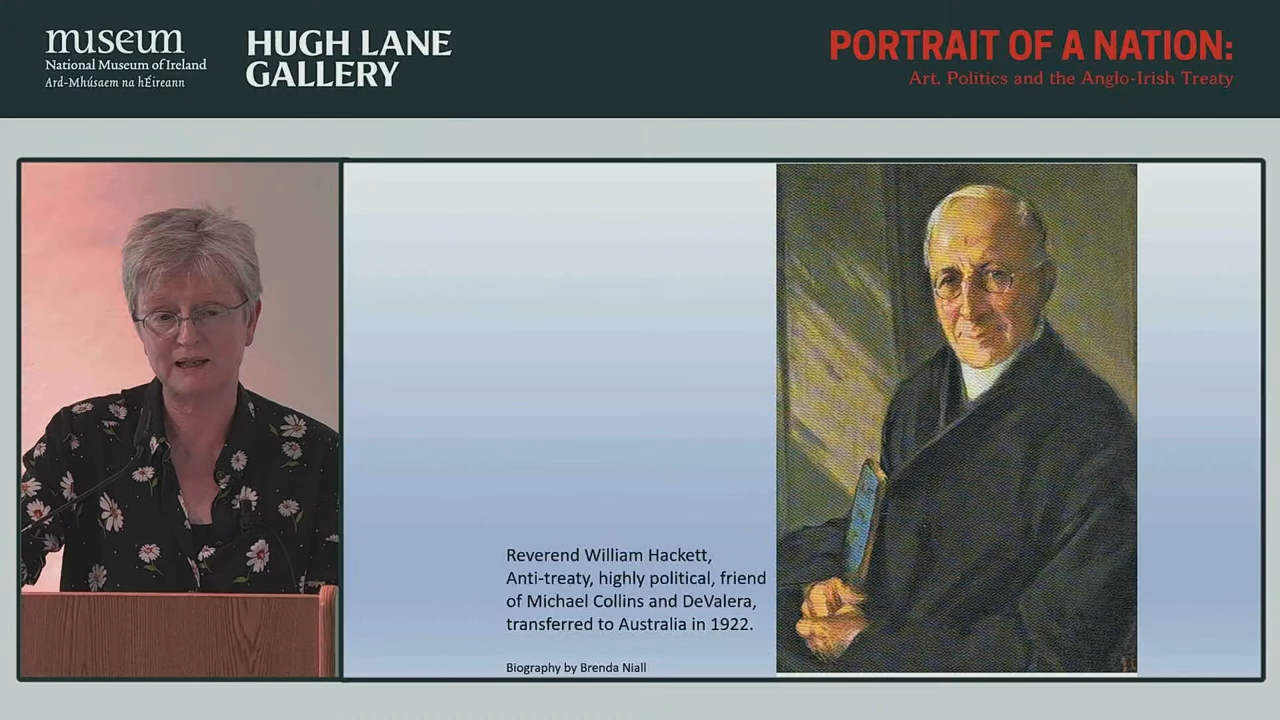 museum
National Museum of Ireland
Ard-Mhúsaem na hÉireann
HUGH LANE
GALLERY
PORTRAIT OF A NATION:
Art, Politics and the Anglo-Irish Treaty
Reverend William Hackett,
Anti-treaty, highly political, friend
of Michael Collins and DeValera,
transferred to Australia in 1922.
Biography by Brenda Niall